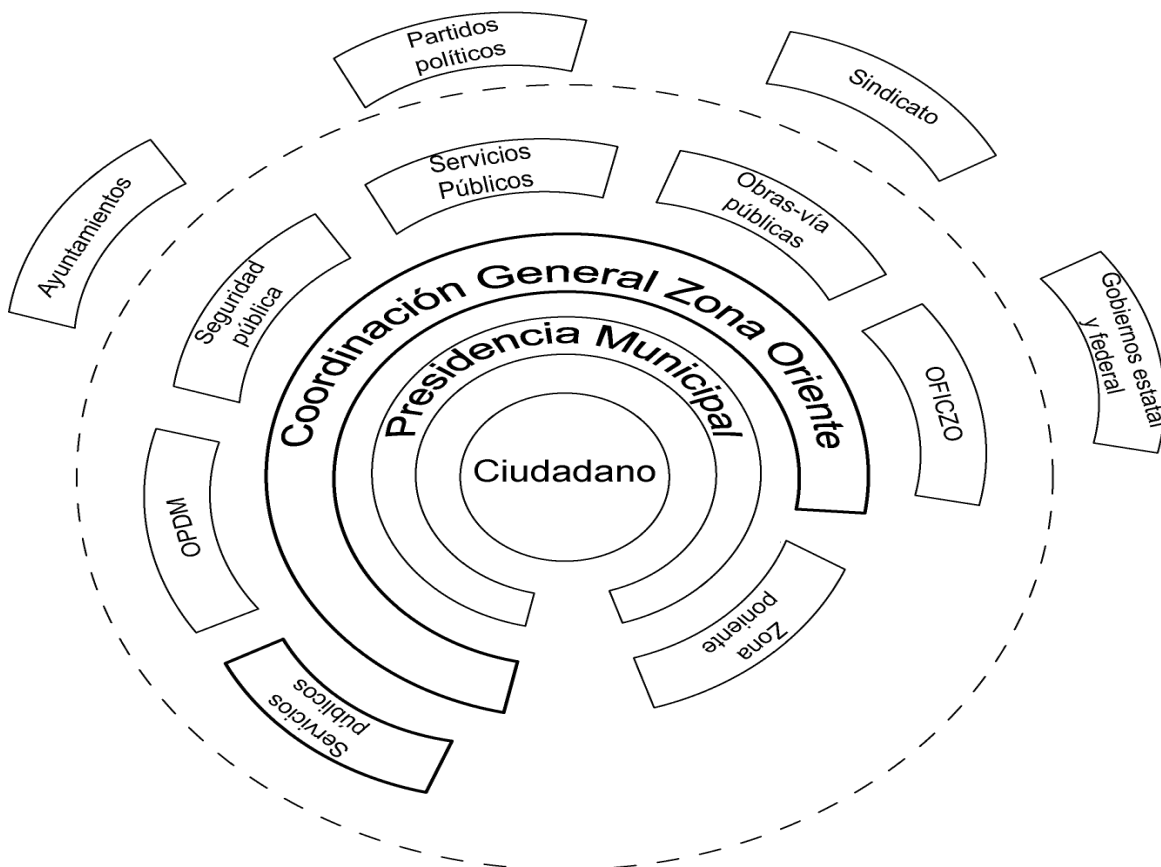 Partidos
políticos
Sindicato
Ayuntamientos
Servicios
Públicos
Obras-vía
públicas
Seguridad
pública
Gobiernos estatal
y federal
Coordinación General Zona Oriente
Presidencia Municipal
OFICZO
Ciudadano
OPDM
Zona
poniente
Servicios
públicos